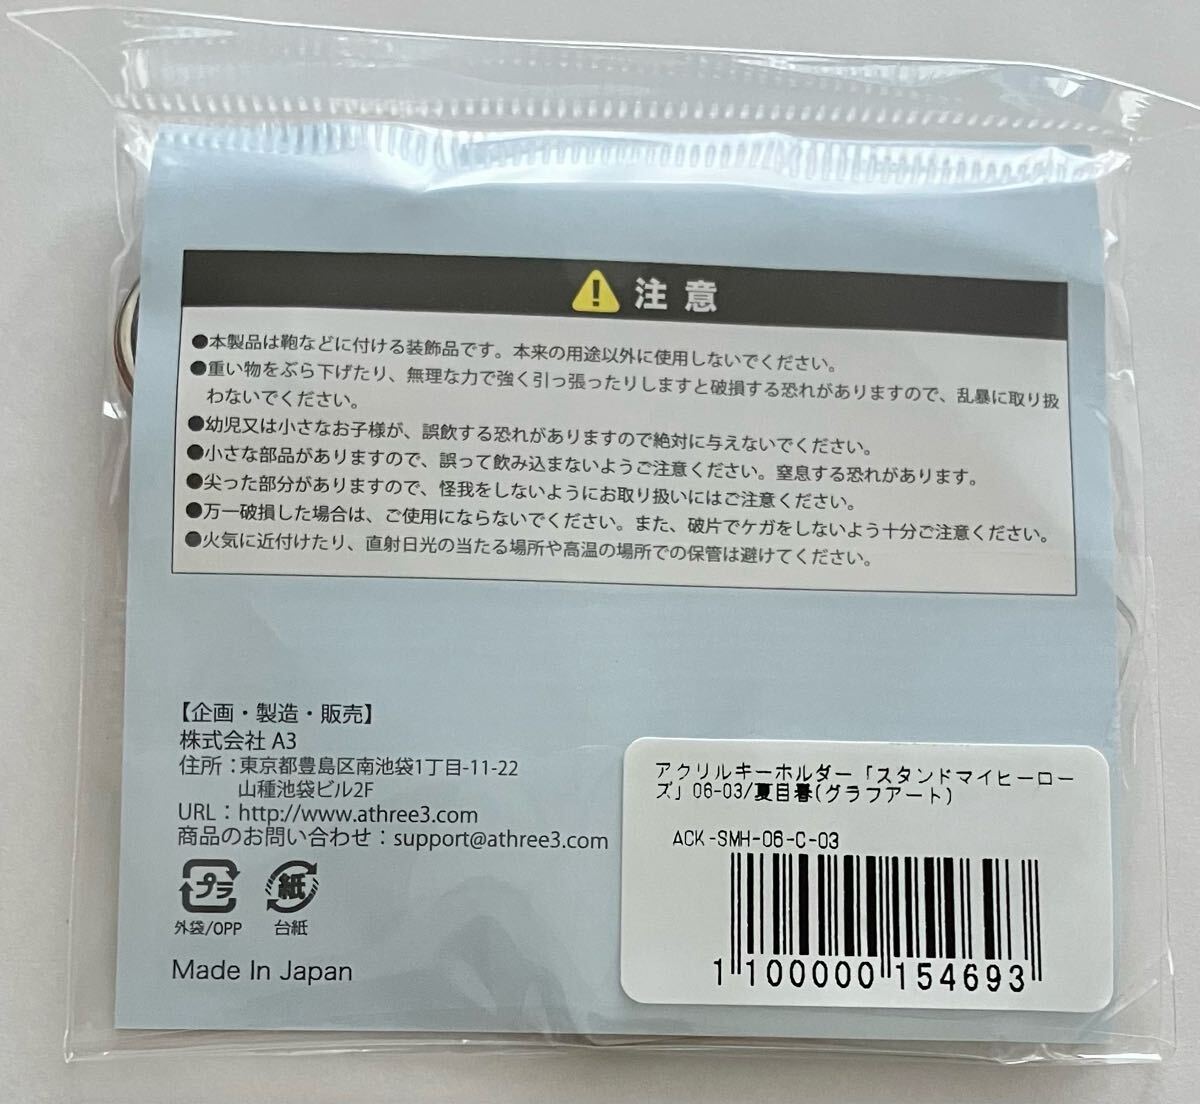 注意
●本製品は鞄などに付ける装飾品です。本来の用途以外に使用しないでください。
●重い物をぶら下げたり、無理な力で強く引っ張ったりしますと破損する恐れがありますので、乱暴に取り扱
わないでください。
●幼児又は小さなお子様が、誤飲する恐れがありますので絶対に与えないでください。
●小さな部品がありますので、誤って飲み込まないようご注意ください。窒息する恐れがあります。
●尖った部分がありますので、怪我をしないようにお取り扱いにはご注意ください。
●万一破損した場合は、ご使用にならないでください。また、破片でケガをしないよう十分ご注意ください。
●火気に近付けたり、直射日光の当たる場所や高温の場所での保管は避けてください。
【企画・製造・販売】
株式会社 A3
住所：東京都豊島区南池袋1丁目-11-22
山種池袋ビル2F
URL：http://www.athree3.com
商品のお問い合わせ：support@athree3.com
プラ 紙
外袋/OPP 台紙
Made In Japan
アクリルキーホルダー「スタンドマイヒーロー
ズ」06-03/夏目春(グラフアート)
ACK-SMH-06-C-03
1 100000 154693